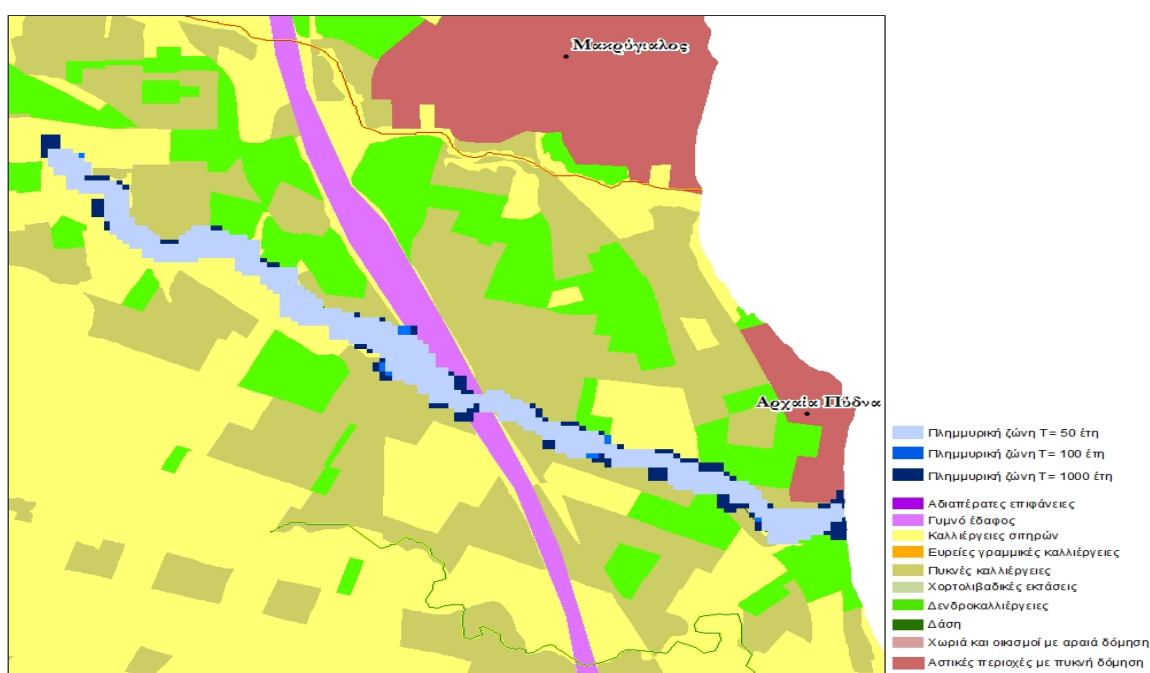 Μακρύγιαλος
Αρχαία Πύδνα
Πλημμυρική ζώνη Τ= 50 έτη
Πλημμυρική ζώνη Τ= 100 έτη
Πλημμυρική ζώνη Τ= 1000 έτη
Αδιαπέρατες επιφάνειες
Γυμνό έδαφος
Καλλιέργειες σιτηρών
Ευρείες γραμμικές καλλιέργειες
Πυκνές καλλιέργειες
Χορτολιβαδικές εκτάσεις
Δενδροκαλλιέργειες
Δάση
Χωριά και οικισμοί με αραιά δόμηση
Αστικές περιοχές με πυκνή δόμηση